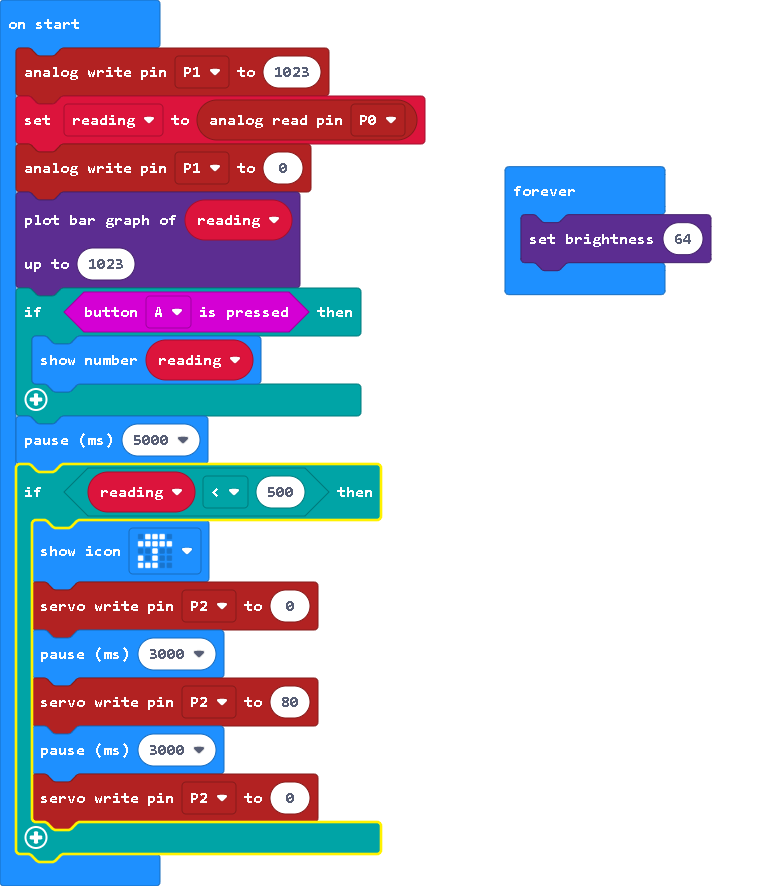 on start
analog write pin P1 to 1023
set reading to analog read pin P0
analog write pin P1 to 0
plot bar graph of reading
up to 1023
if button A is pressed then
show number reading
pause (ms) 5000
if reading < 500 then
show icon
servo write pin P2 to 0
pause (ms) 3000
servo write pin P2 to 80
pause (ms) 3000
servo write pin P2 to 0
forever
set brightness 64